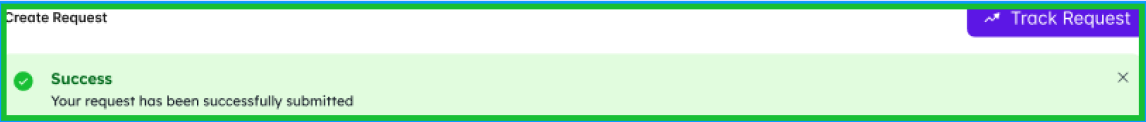 Create Request
Track Request
Success
Your request has been successfully submitted